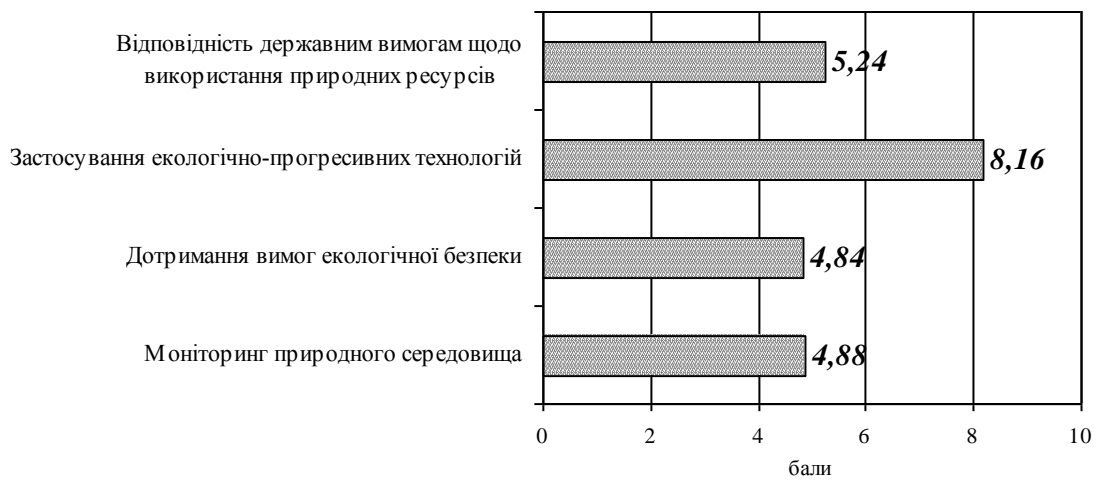 Відповідність державним вимогам щодо
використання природних ресурсів
5,24
Застосування екологічно-прогресивних технологій
8,16
Дотримання вимог екологічної безпеки
4,84
Моніторинг природного середовища
4,88
0 2 4 6 8 10
бали